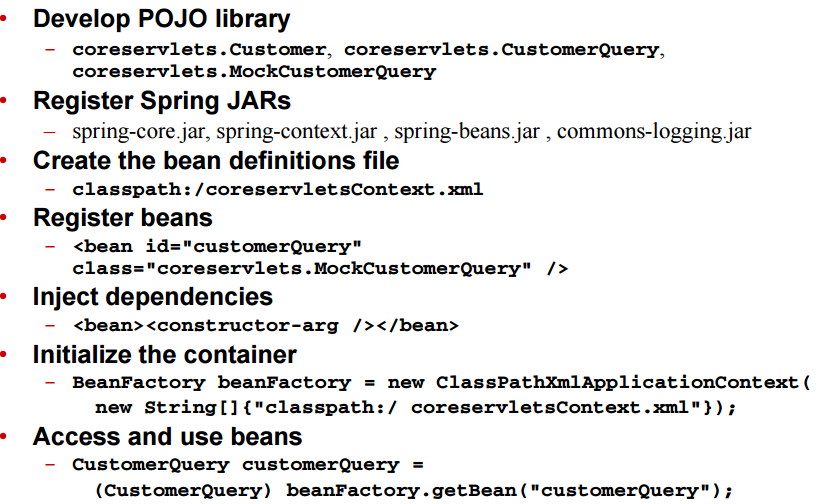 • Develop POJO library
– coreservlets.Customer, coreservlets.CustomerQuery,
coreservlets.MockCustomerQuery
• Register Spring JARs
– spring-core.jar, spring-context.jar , spring-beans.jar , commons-logging.jar
• Create the bean definitions file
– classpath:/coreservletsContext.xml
• Register beans
– <bean id="customerQuery"
class="coreservlets.MockCustomerQuery" />
• Inject dependencies
– <bean><constructor-arg /></bean>
• Initialize the container
– BeanFactory beanFactory = new ClassPathXmlApplicationContext(
new String[]{"classpath:/ coreservletsContext.xml"});
• Access and use beans
– CustomerQuery customerQuery =
(CustomerQuery) beanFactory.getBean("customerQuery");